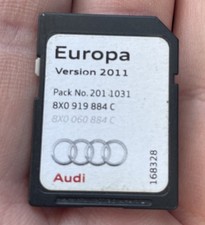 Europa
Version 2011
Pack No. 201 1031
8X0 919 884 C
8X0 060 884 C
Audi
168328